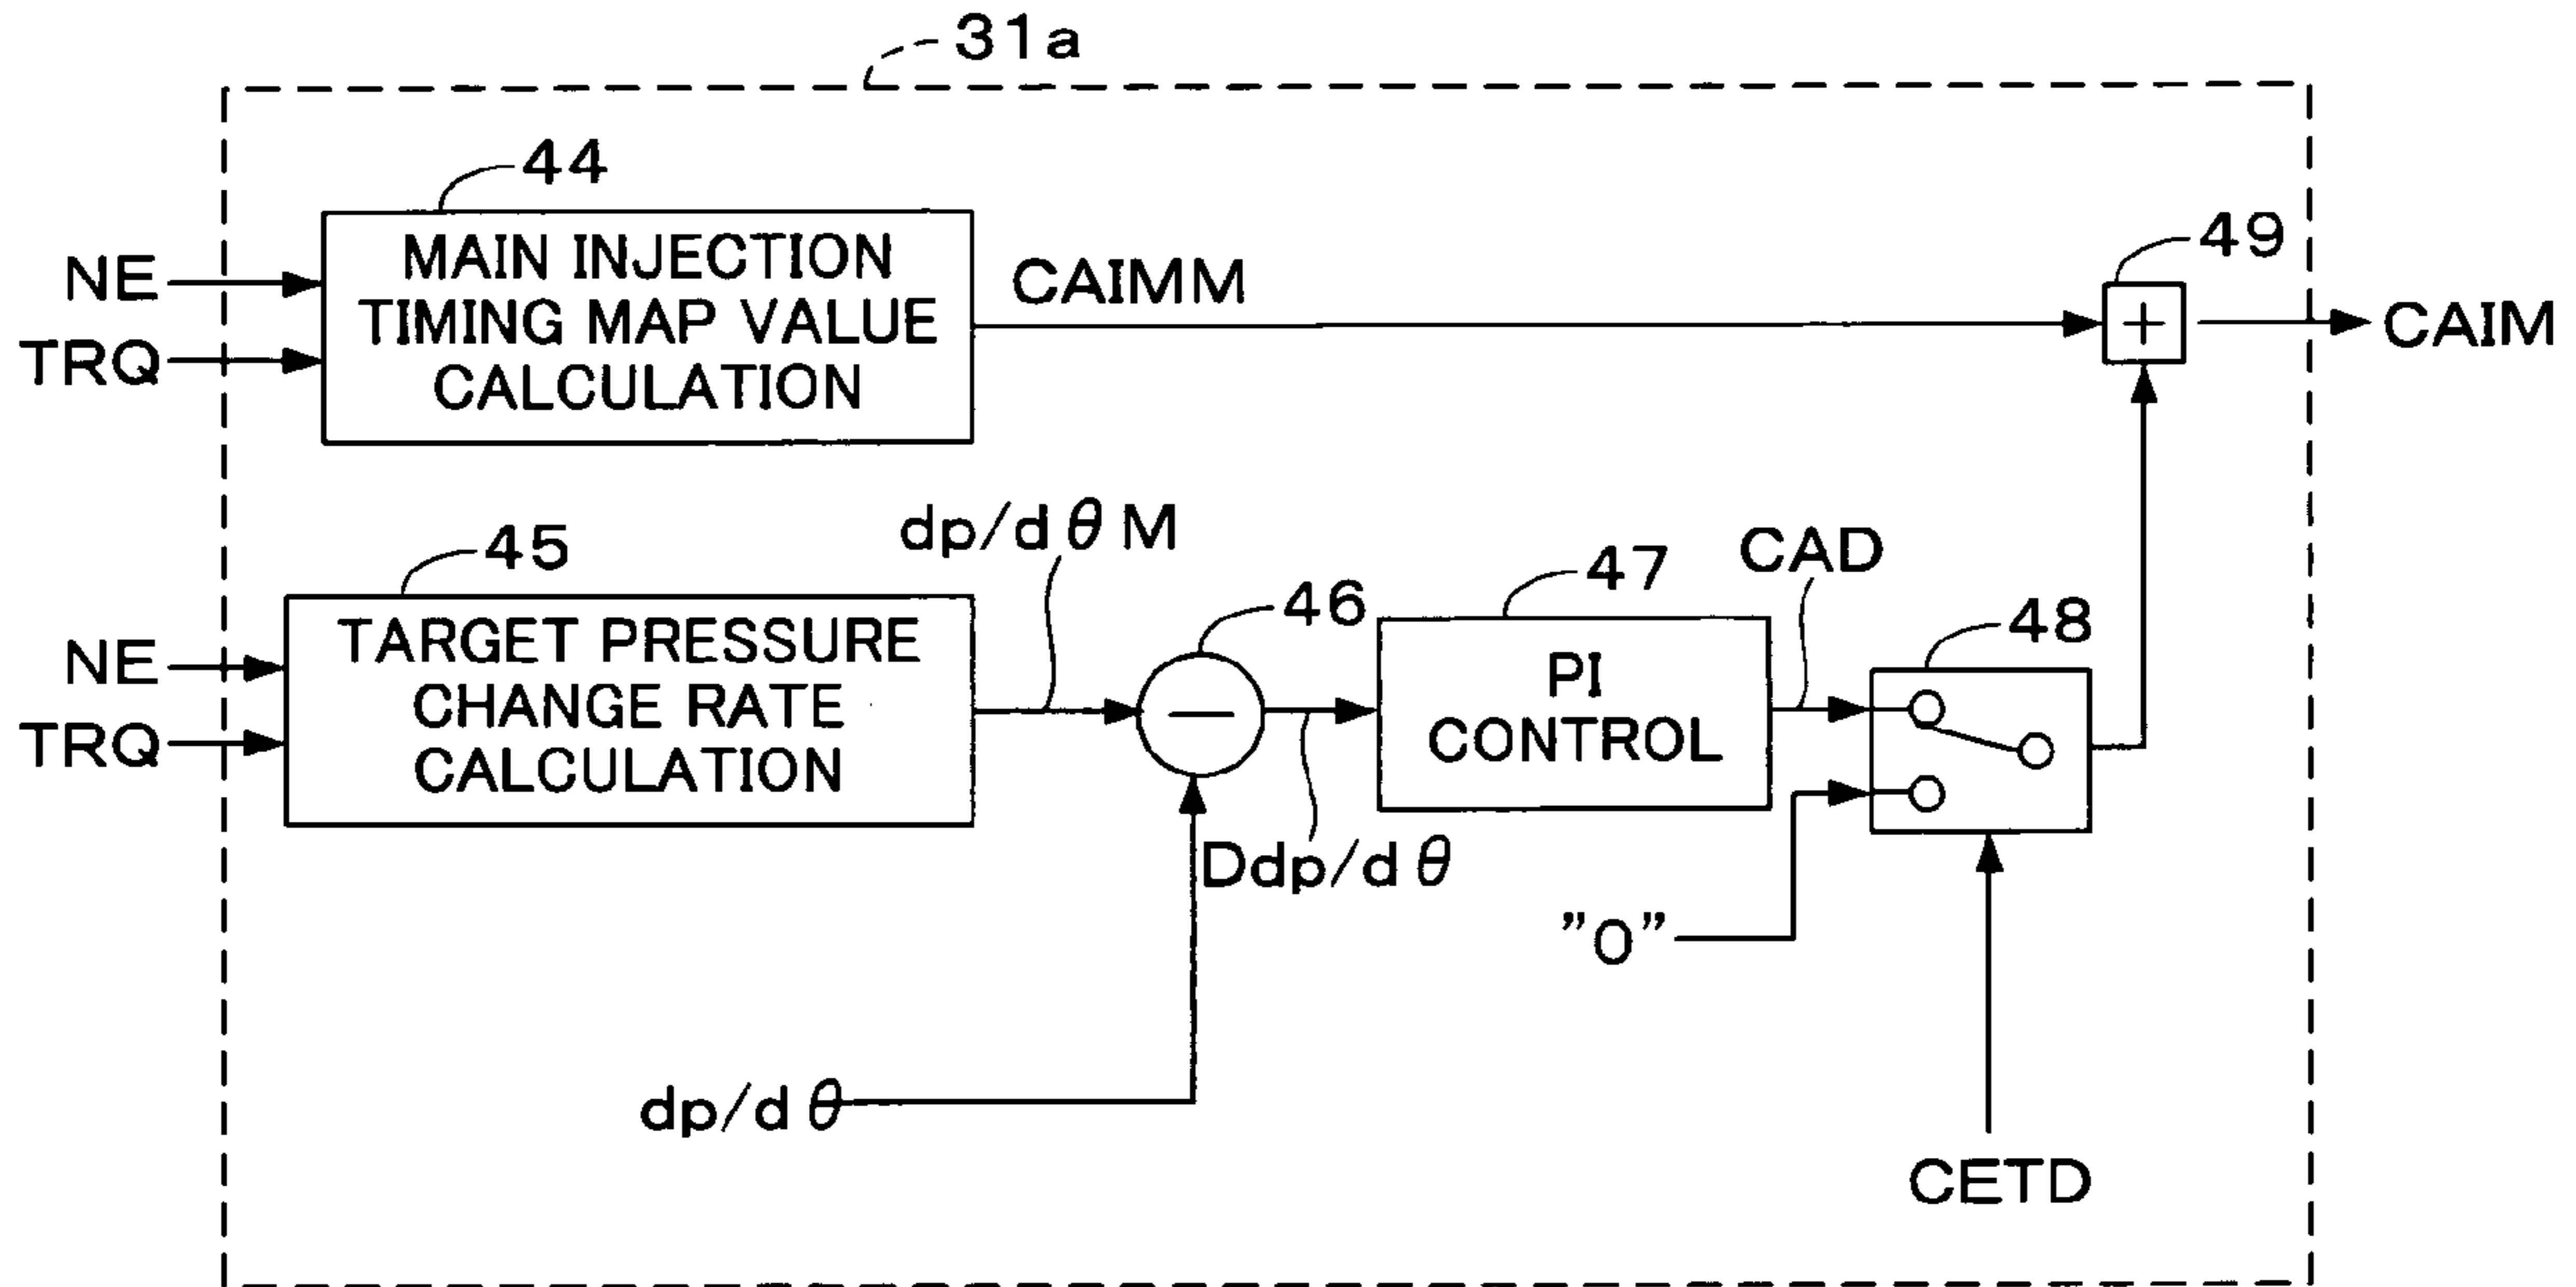 31a
44
NE
TRQ
MAIN INJECTION
TIMING MAP VALUE
CALCULATION
CAIMM
49
+
CAIM
45
NE
TRQ
TARGET PRESSURE
CHANGE RATE
CALCULATION
dp/dθM
46
−
Ddp/dθ
47
PI
CONTROL
CAD
48
"0"
dp/dθ
CETD